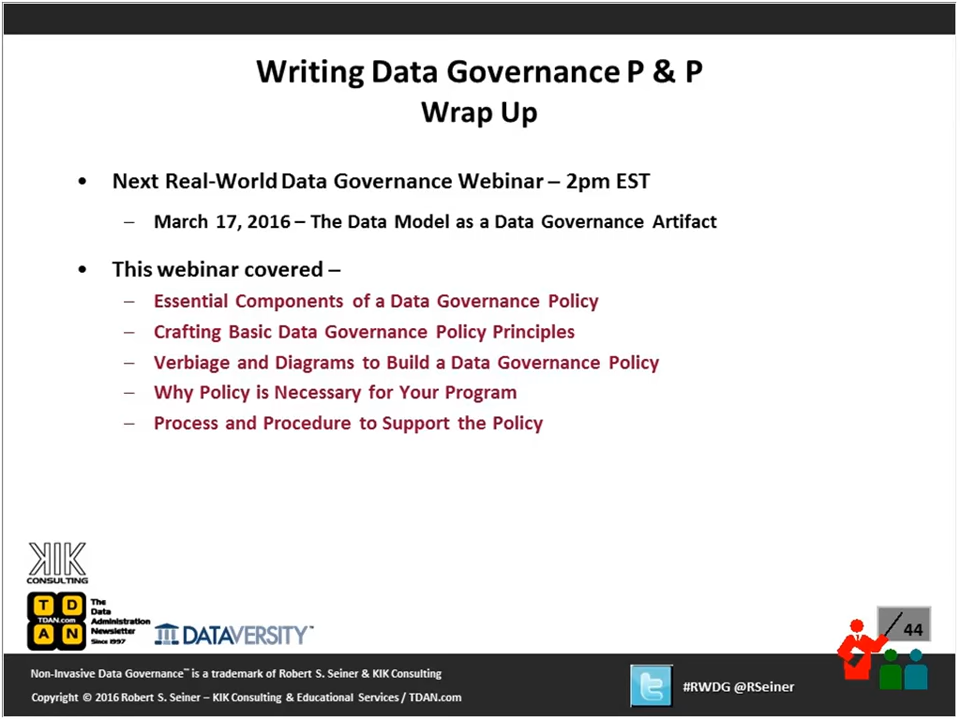 Writing Data Governance P & P
Wrap Up
• Next Real-World Data Governance Webinar – 2pm EST
– March 17, 2016 – The Data Model as a Data Governance Artifact
• This webinar covered –
– Essential Components of a Data Governance Policy
– Crafting Basic Data Governance Policy Principles
– Verbiage and Diagrams to Build a Data Governance Policy
– Why Policy is Necessary for Your Program
– Process and Procedure to Support the Policy
KIK
CONSULTING
T D
TDAN.com
A N
The
Data
Administration
Newsletter
Since 1997
DATAVERSITY™
/ 44
Non-Invasive Data Governance™ is a trademark of Robert S. Seiner & KIK Consulting
Copyright © 2016 Robert S. Seiner – KIK Consulting & Educational Services / TDAN.com
#RWDG @RSeiner